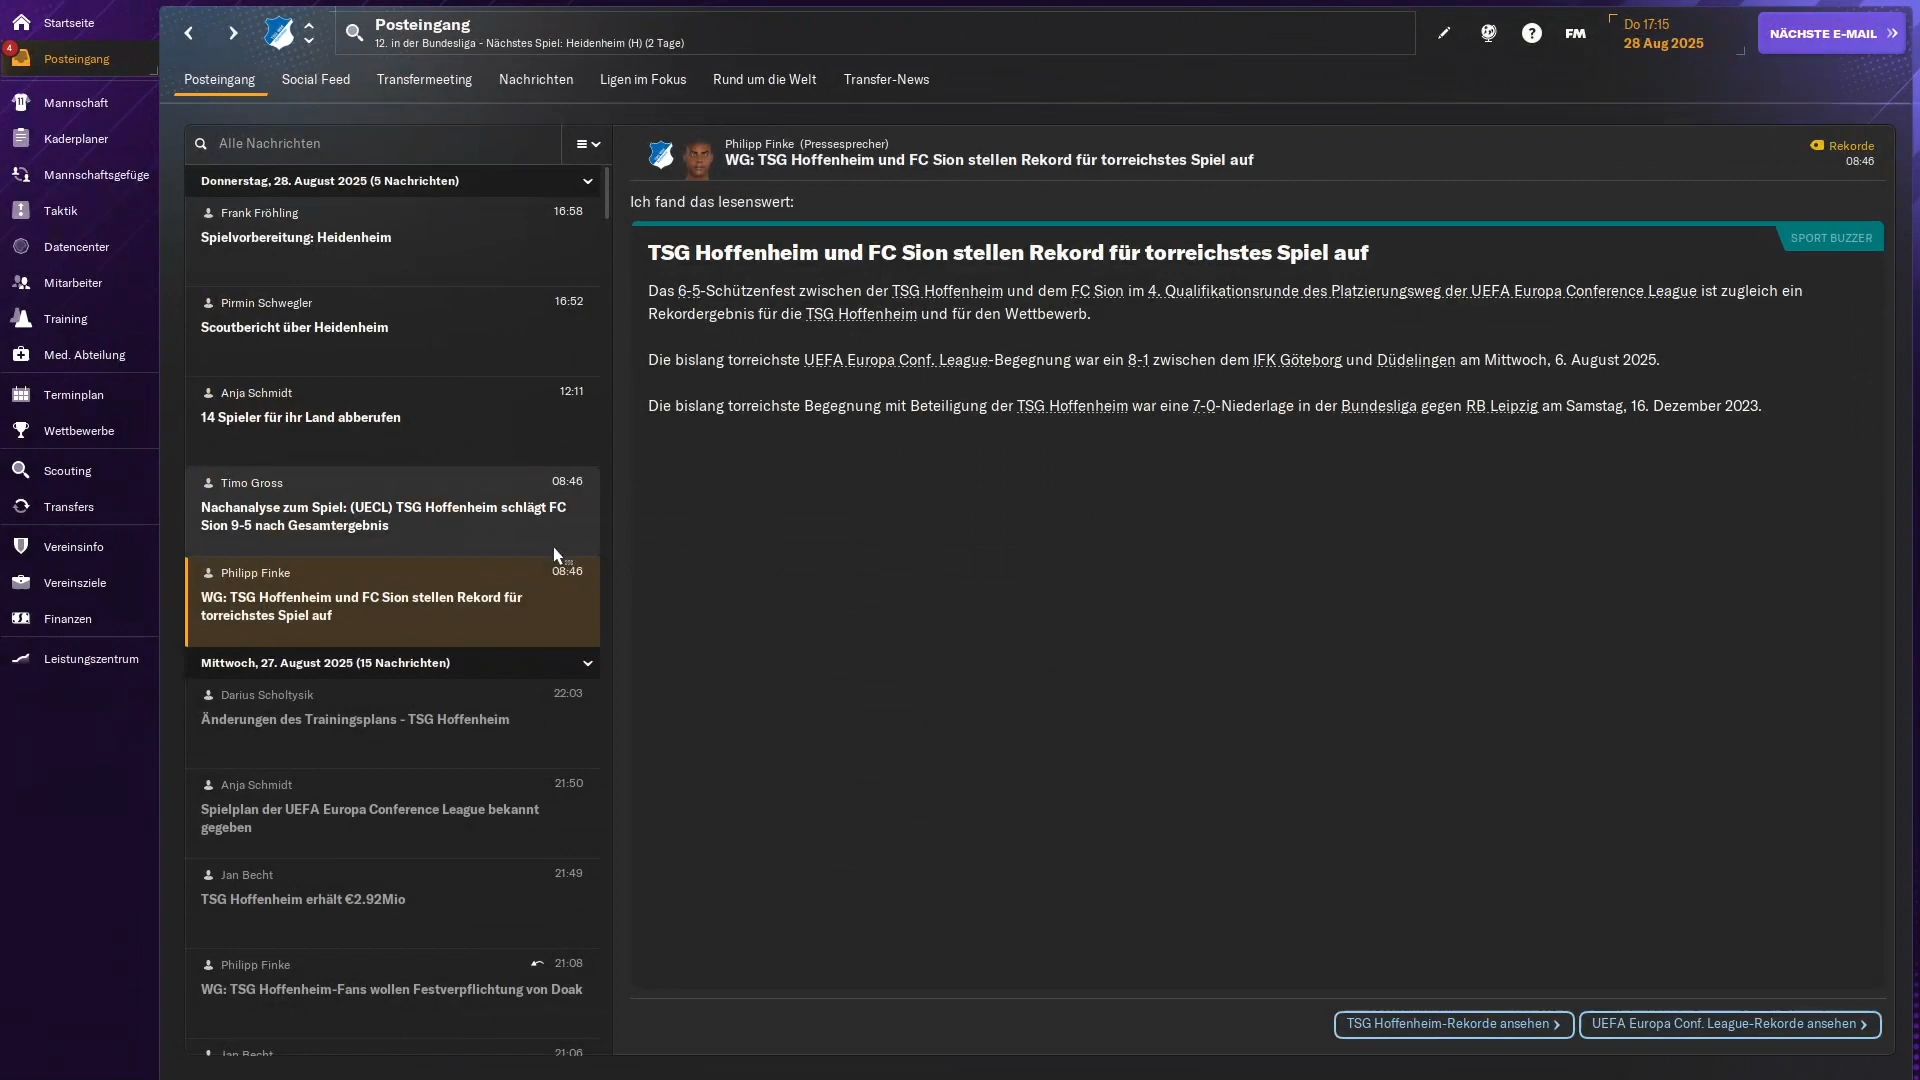 Startseite
4
Posteingang
Mannschaft
Kaderplaner
Mannschaftsgefüge
Taktik
Datencenter
Mitarbeiter
Training
Med. Abteilung
Terminplan
Wettbewerbe
Scouting
Transfers
Vereinsinfo
Vereinsziele
Finanzen
Leistungszentrum
Posteingang
12. in der Bundesliga - Nächstes Spiel: Heidenheim (H) (2 Tage)
FM
Do 17:15
28 Aug 2025
NÄCHSTE E-MAIL
Posteingang Social Feed Transfermeeting Nachrichten Ligen im Fokus Rund um die Welt Transfer-News
Alle Nachrichten
Donnerstag, 28. August 2025 (5 Nachrichten)
Frank Fröhling 16:58
Spielvorbereitung: Heidenheim
Pirmin Schwegler 16:52
Scoutbericht über Heidenheim
Anja Schmidt 12:11
14 Spieler für ihr Land abberufen
Timo Gross 08:46
Nachanalyse zum Spiel: (UECL) TSG Hoffenheim schlägt FC
Sion 9-5 nach Gesamtergebnis
Philipp Finke 08:46
WG: TSG Hoffenheim und FC Sion stellen Rekord für
torreichstes Spiel auf
Mittwoch, 27. August 2025 (15 Nachrichten)
Darius Scholtysik 22:03
Änderungen des Trainingsplans - TSG Hoffenheim
Anja Schmidt 21:50
Spielplan der UEFA Europa Conference League bekannt
gegeben
Jan Becht 21:49
TSG Hoffenheim erhält €2.92Mio
Philipp Finke 21:08
WG: TSG Hoffenheim-Fans wollen Festverpflichtung von Doak
Jan Becht 21:06
Philipp Finke (Pressesprecher)
WG: TSG Hoffenheim und FC Sion stellen Rekord für torreichstes Spiel auf
Rekorde
08:46
Ich fand das lesenswert:
SPORT BUZZER
TSG Hoffenheim und FC Sion stellen Rekord für torreichstes Spiel auf
Das 6-5-Schützenfest zwischen der TSG Hoffenheim und dem FC Sion im 4. Qualifikationsrunde des Platzierungsweg der UEFA Europa Conference League ist zugleich ein
Rekordergebnis für die TSG Hoffenheim und für den Wettbewerb.
Die bislang torreichste UEFA Europa Conf. League-Begegnung war ein 8-1 zwischen dem IFK Göteborg und Düdelingen am Mittwoch, 6. August 2025.
Die bislang torreichste Begegnung mit Beteiligung der TSG Hoffenheim war eine 7-0-Niederlage in der Bundesliga gegen RB Leipzig am Samstag, 16. Dezember 2023.
TSG Hoffenheim-Rekorde ansehen
UEFA Europa Conf. League-Rekorde ansehen